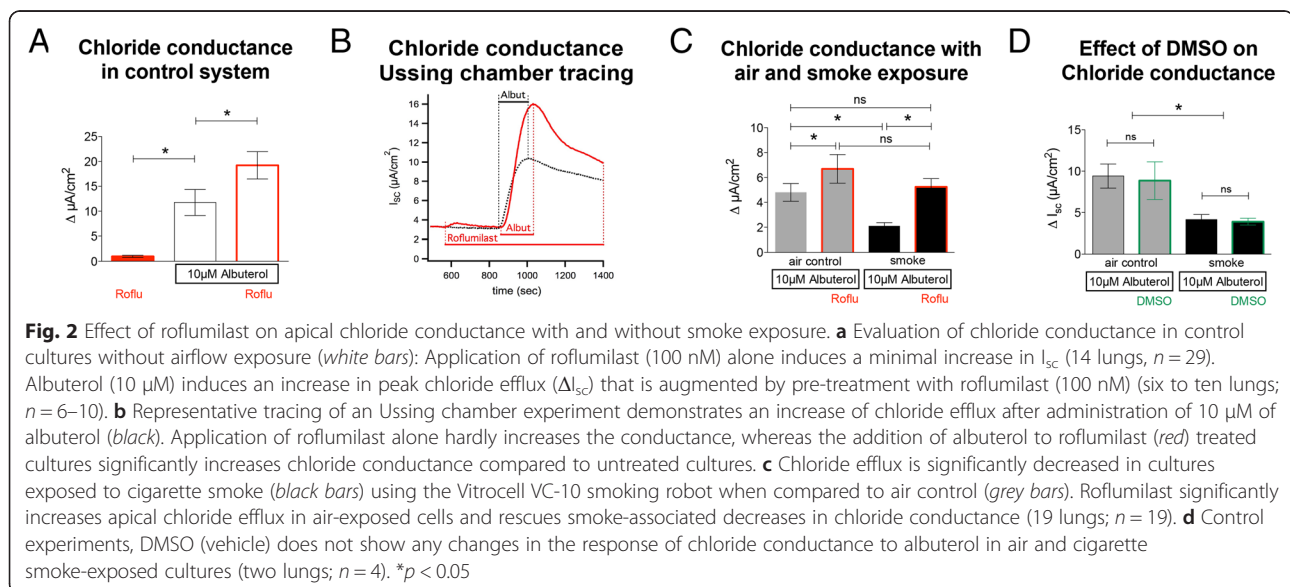 A
Chloride conductance
in control system
Δ µA/cm²
25
20
15
10
5
0
*
*
10µM Albuterol
Roflu
Roflu
B
Chloride conductance
Ussing chamber tracing
I_SC (µA/cm²)
16
14
12
10
8
6
4
2
0
Albut
Albut
Roflumilast
600 800 1000 1200 1400
time (sec)
C
Chloride conductance with
air and smoke exposure
Δ µA/cm²
10
8
6
4
2
0
ns
* *
* ns
air control smoke
10µM Albuterol 10µM Albuterol
Roflu Roflu
D
Effect of DMSO on
Chloride conductance
Δ I_SC (µA/cm²)
15
10
5
0
*
ns
ns
air control smoke
10µM Albuterol 10µM Albuterol
DMSO DMSO
Fig. 2 Effect of roflumilast on apical chloride conductance with and without smoke exposure. a Evaluation of chloride conductance in control
cultures without airflow exposure (white bars): Application of roflumilast (100 nM) alone induces a minimal increase in I_sc (14 lungs, n = 29).
Albuterol (10 µM) induces an increase in peak chloride efflux (ΔI_sc) that is augmented by pre-treatment with roflumilast (100 nM) (six to ten lungs;
n = 6–10). b Representative tracing of an Ussing chamber experiment demonstrates an increase of chloride efflux after administration of 10 µM of
albuterol (black). Application of roflumilast alone hardly increases the conductance, whereas the addition of albuterol to roflumilast (red) treated
cultures significantly increases chloride conductance compared to untreated cultures. c Chloride efflux is significantly decreased in cultures
exposed to cigarette smoke (black bars) using the Vitrocell VC-10 smoking robot when compared to air control (grey bars). Roflumilast significantly
increases apical chloride efflux in air-exposed cells and rescues smoke-associated decreases in chloride conductance (19 lungs; n = 19). d Control
experiments, DMSO (vehicle) does not show any changes in the response of chloride conductance to albuterol in air and cigarette
smoke-exposed cultures (two lungs; n = 4). *p < 0.05